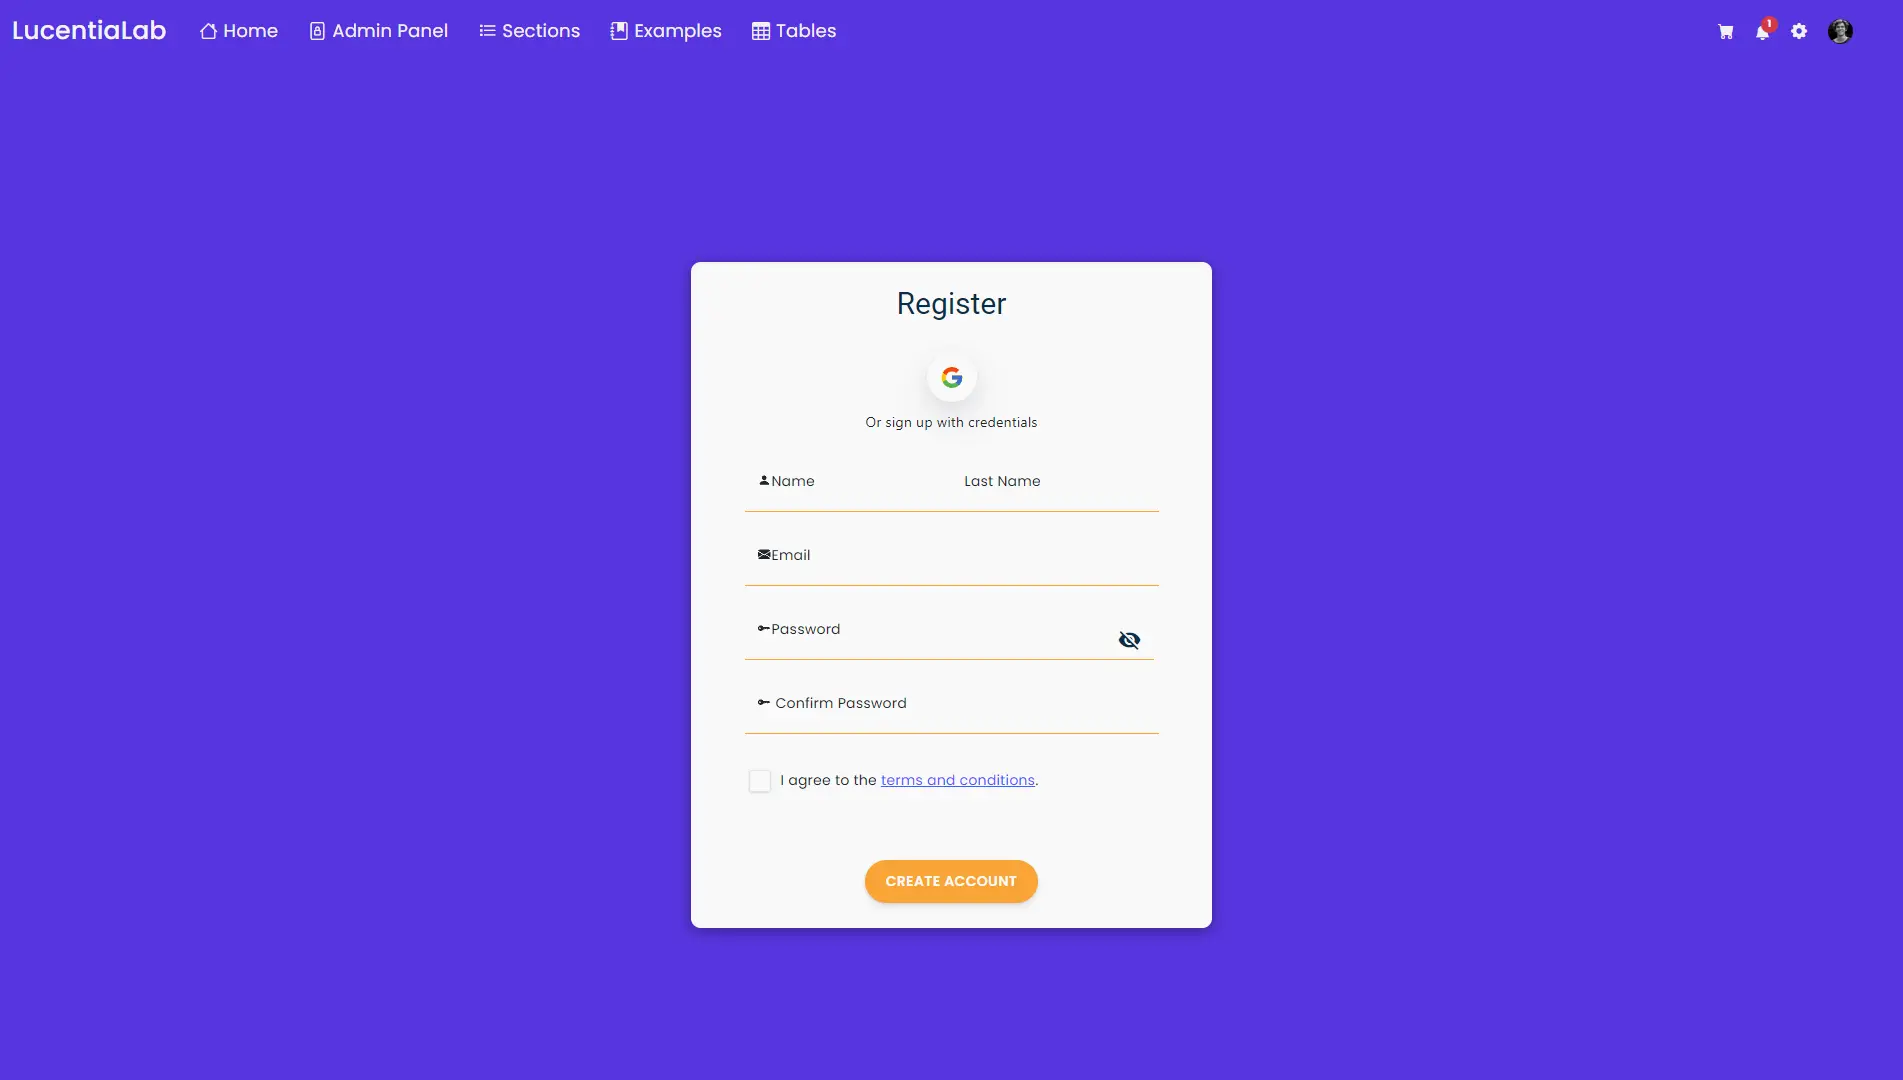 LucentiaLab Home Admin Panel Sections Examples Tables 1
Register
Or sign up with credentials
Name Last Name
Email
Password
Confirm Password
I agree to the terms and conditions.
CREATE ACCOUNT